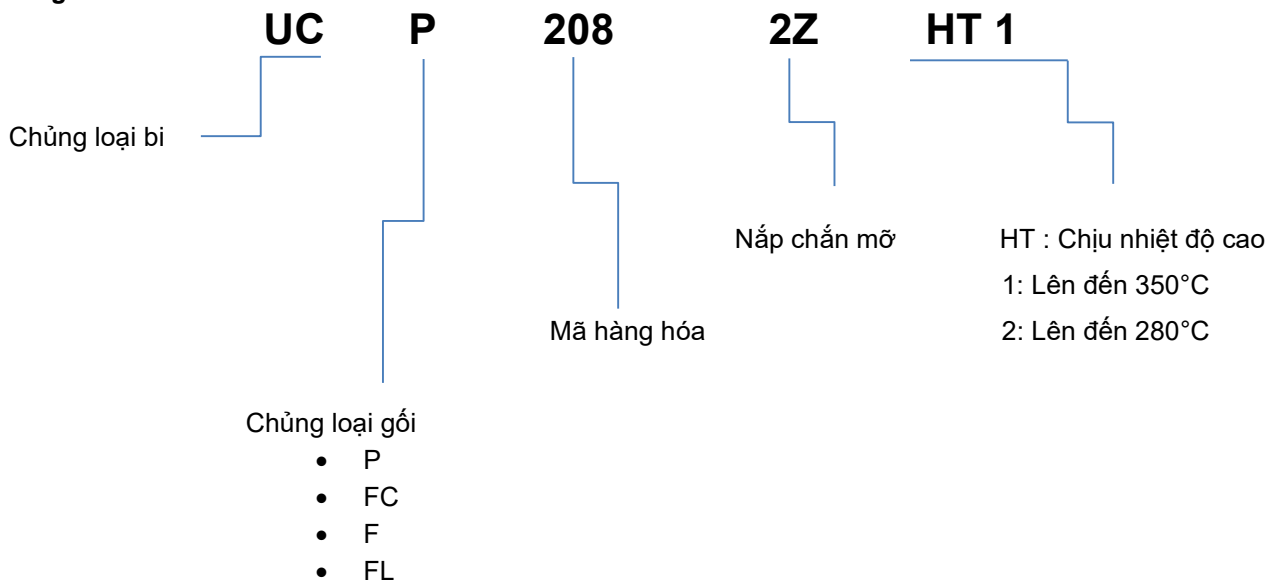 UC P 208 2Z HT 1
Chủng loại bi
Nắp chắn mỡ
HT : Chịu nhiệt độ cao
1: Lên đến 350°C
2: Lên đến 280°C
Mã hàng hóa
Chủng loại gối
• P
• FC
• F
• FL